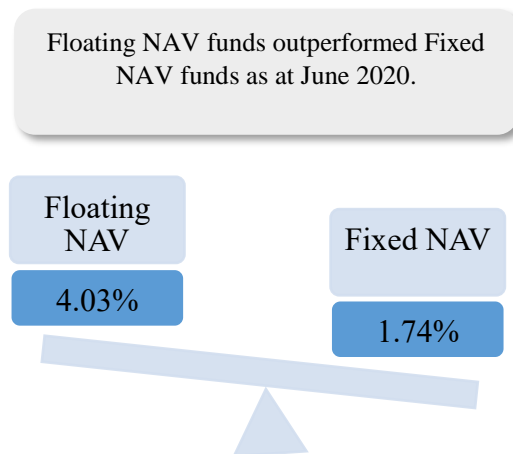 Floating NAV funds outperformed Fixed
NAV funds as at June 2020.
Floating
NAV
4.03%
Fixed NAV
1.74%